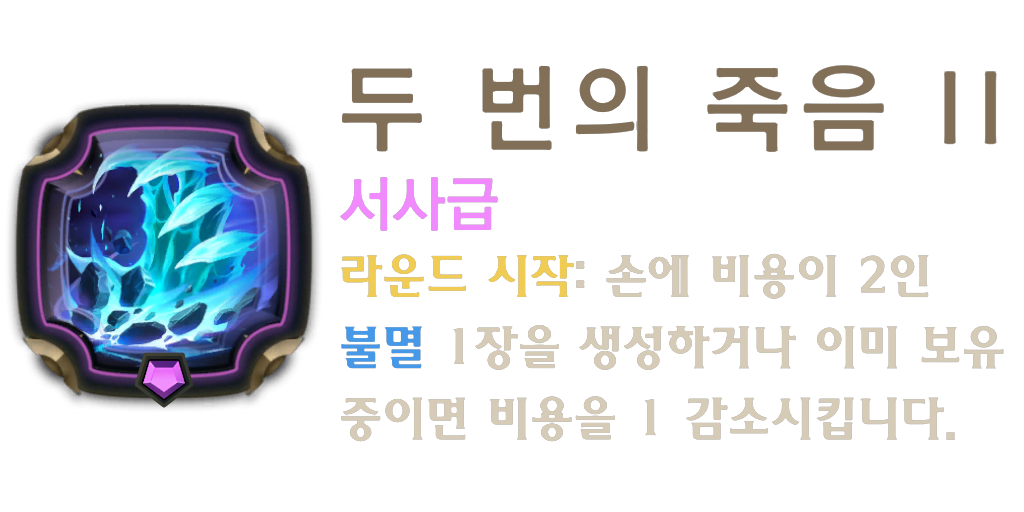 두 번의 죽음 II
서사급
라운드 시작: 손에 비용이 2인
불멸 1장을 생성하거나 이미 보유
중이면 비용을 1 감소시킵니다.